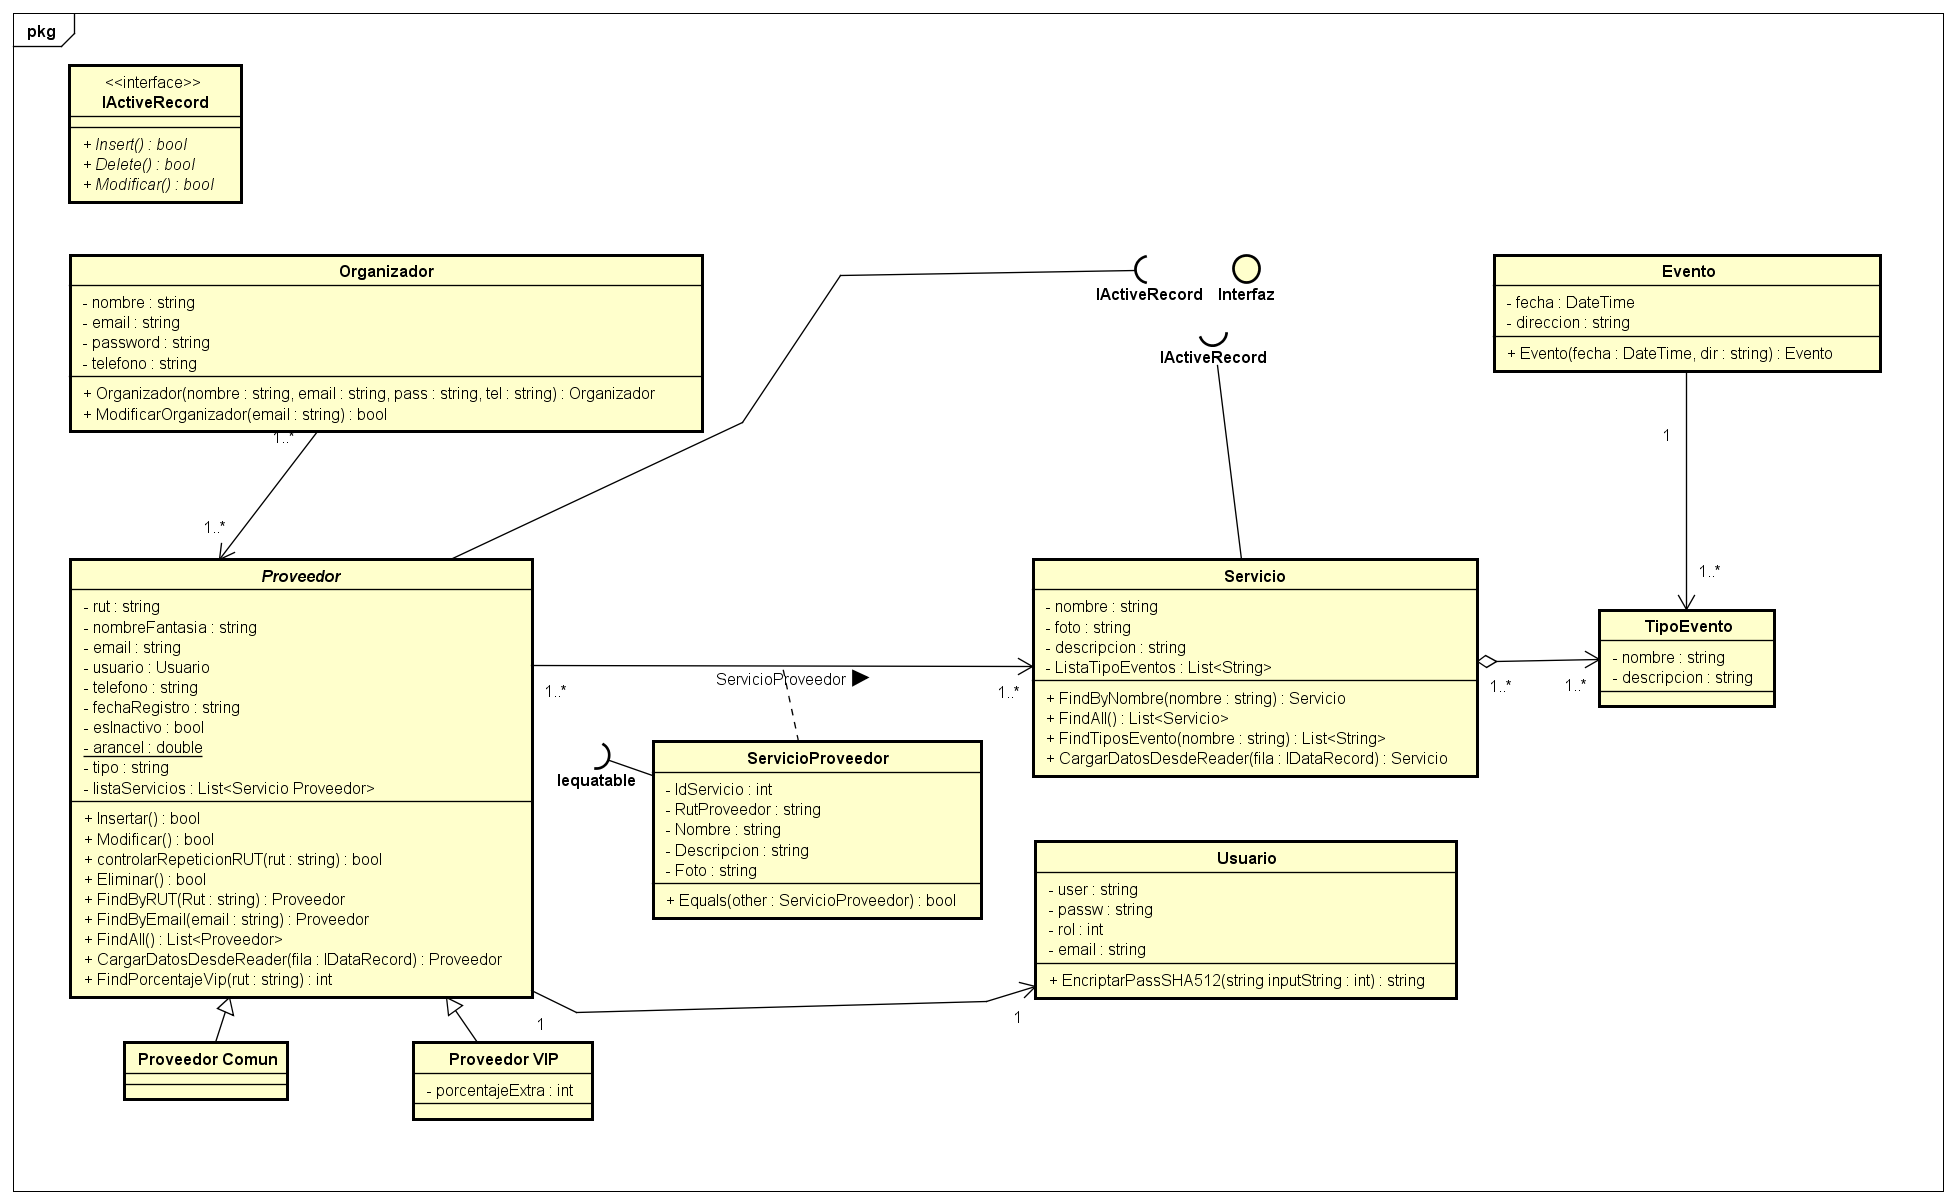 pkg
<<interface>>
IActiveRecord
+ Insert() : bool
+ Delete() : bool
+ Modificar() : bool
Organizador
- nombre : string
- email : string
- password : string
- telefono : string
+ Organizador(nombre : string, email : string, pass : string, tel : string) : Organizador
+ ModificarOrganizador(email : string) : bool
1..*
1..*
IActiveRecord
Interfaz
IActiveRecord
Evento
- fecha : DateTime
- direccion : string
+ Evento(fecha : DateTime, dir : string) : Evento
1
1..*
Proveedor
- rut : string
- nombreFantasia : string
- email : string
- usuario : Usuario
- telefono : string
- fechaRegistro : string
- esInactivo : bool
- arancel : double
- tipo : string
- listaServicios : List<Servicio Proveedor>
+ Insertar() : bool
+ Modificar() : bool
+ controlarRepeticionRUT(rut : string) : bool
+ Eliminar() : bool
+ FindByRUT(Rut : string) : Proveedor
+ FindByEmail(email : string) : Proveedor
+ FindAll() : List<Proveedor>
+ CargarDatosDesdeReader(fila : IDataRecord) : Proveedor
+ FindPorcentajeVip(rut : string) : int
1..*
ServicioProveedor
1..*
Servicio
- nombre : string
- foto : string
- descripcion : string
- ListaTipoEventos : List<String>
+ FindByNombre(nombre : string) : Servicio
+ FindAll() : List<Servicio>
+ FindTiposEvento(nombre : string) : List<String>
+ CargarDatosDesdeReader(fila : IDataRecord) : Servicio
1..*
1..*
TipoEvento
- nombre : string
- descripcion : string
Iequatable
ServicioProveedor
- IdServicio : int
- RutProveedor : string
- Nombre : string
- Descripcion : string
- Foto : string
+ Equals(other : ServicioProveedor) : bool
Usuario
- user : string
- passw : string
- rol : int
- email : string
+ EncriptarPassSHA512(string inputString : int) : string
1
1
Proveedor Comun
Proveedor VIP
- porcentajeExtra : int